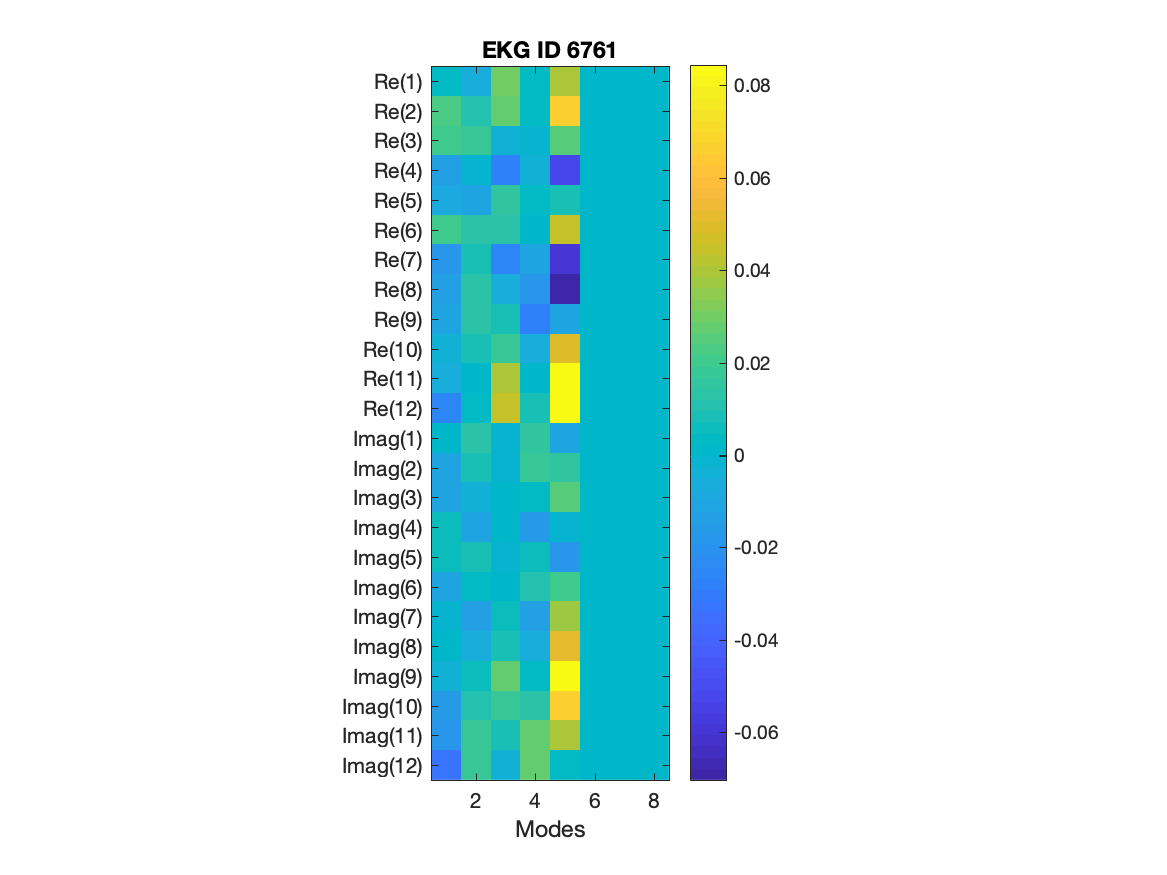 EKG ID 6761
Re(1)
Re(2)
Re(3)
Re(4)
Re(5)
Re(6)
Re(7)
Re(8)
Re(9)
Re(10)
Re(11)
Re(12)
Imag(1)
Imag(2)
Imag(3)
Imag(4)
Imag(5)
Imag(6)
Imag(7)
Imag(8)
Imag(9)
Imag(10)
Imag(11)
Imag(12)
2 4 6 8
Modes
0.08
0.06
0.04
0.02
0
-0.02
-0.04
-0.06